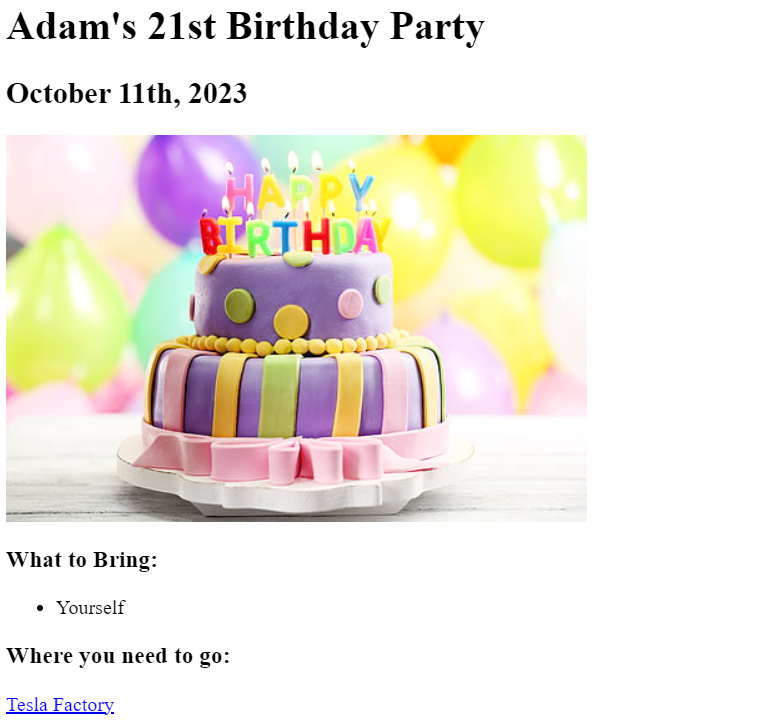 Adam's 21st Birthday Party
October 11th, 2023
HAPPY
BIRTHDAY
What to Bring:
Yourself
Where you need to go:
Tesla Factory